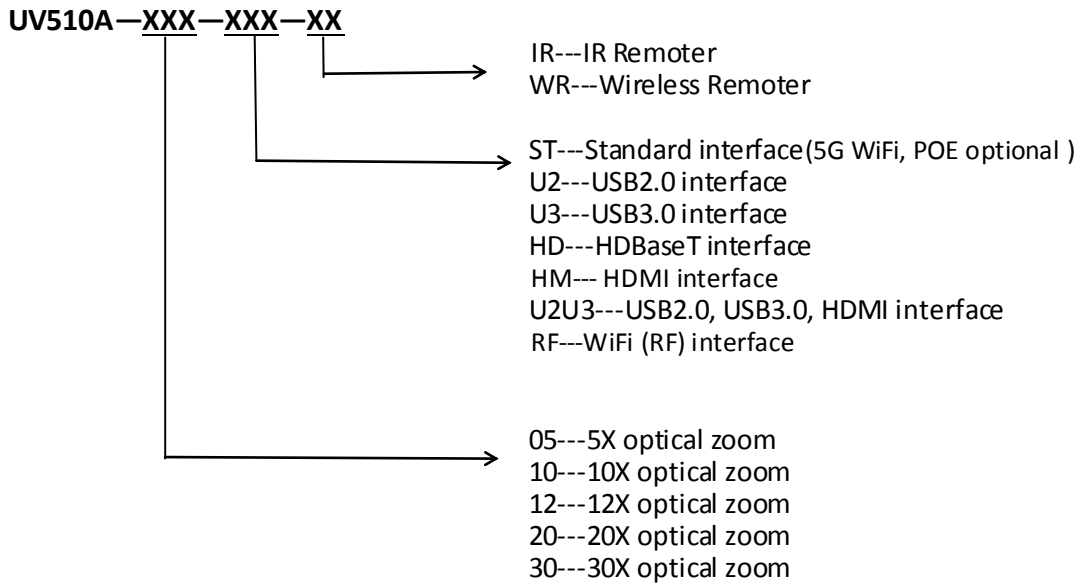 UV510A—XXX—XXX—XX
IR---IR Remoter
WR---Wireless Remoter
ST---Standard interface(5G WiFi, POE optional )
U2---USB2.0 interface
U3---USB3.0 interface
HD---HDBaseT interface
HM--- HDMI interface
U2U3---USB2.0, USB3.0, HDMI interface
RF---WiFi (RF) interface
05---5X optical zoom
10---10X optical zoom
12---12X optical zoom
20---20X optical zoom
30---30X optical zoom